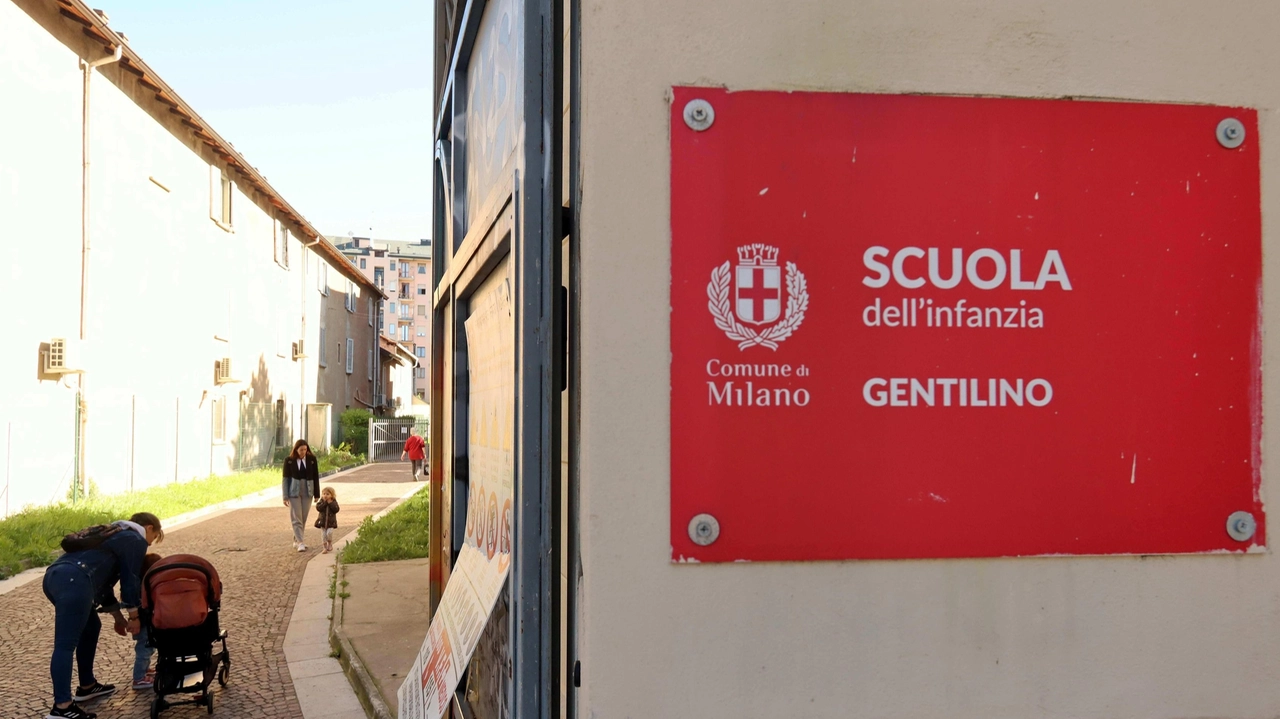 SCUOLA
dell'infanzia
Comune di
Milano
GENTILINO